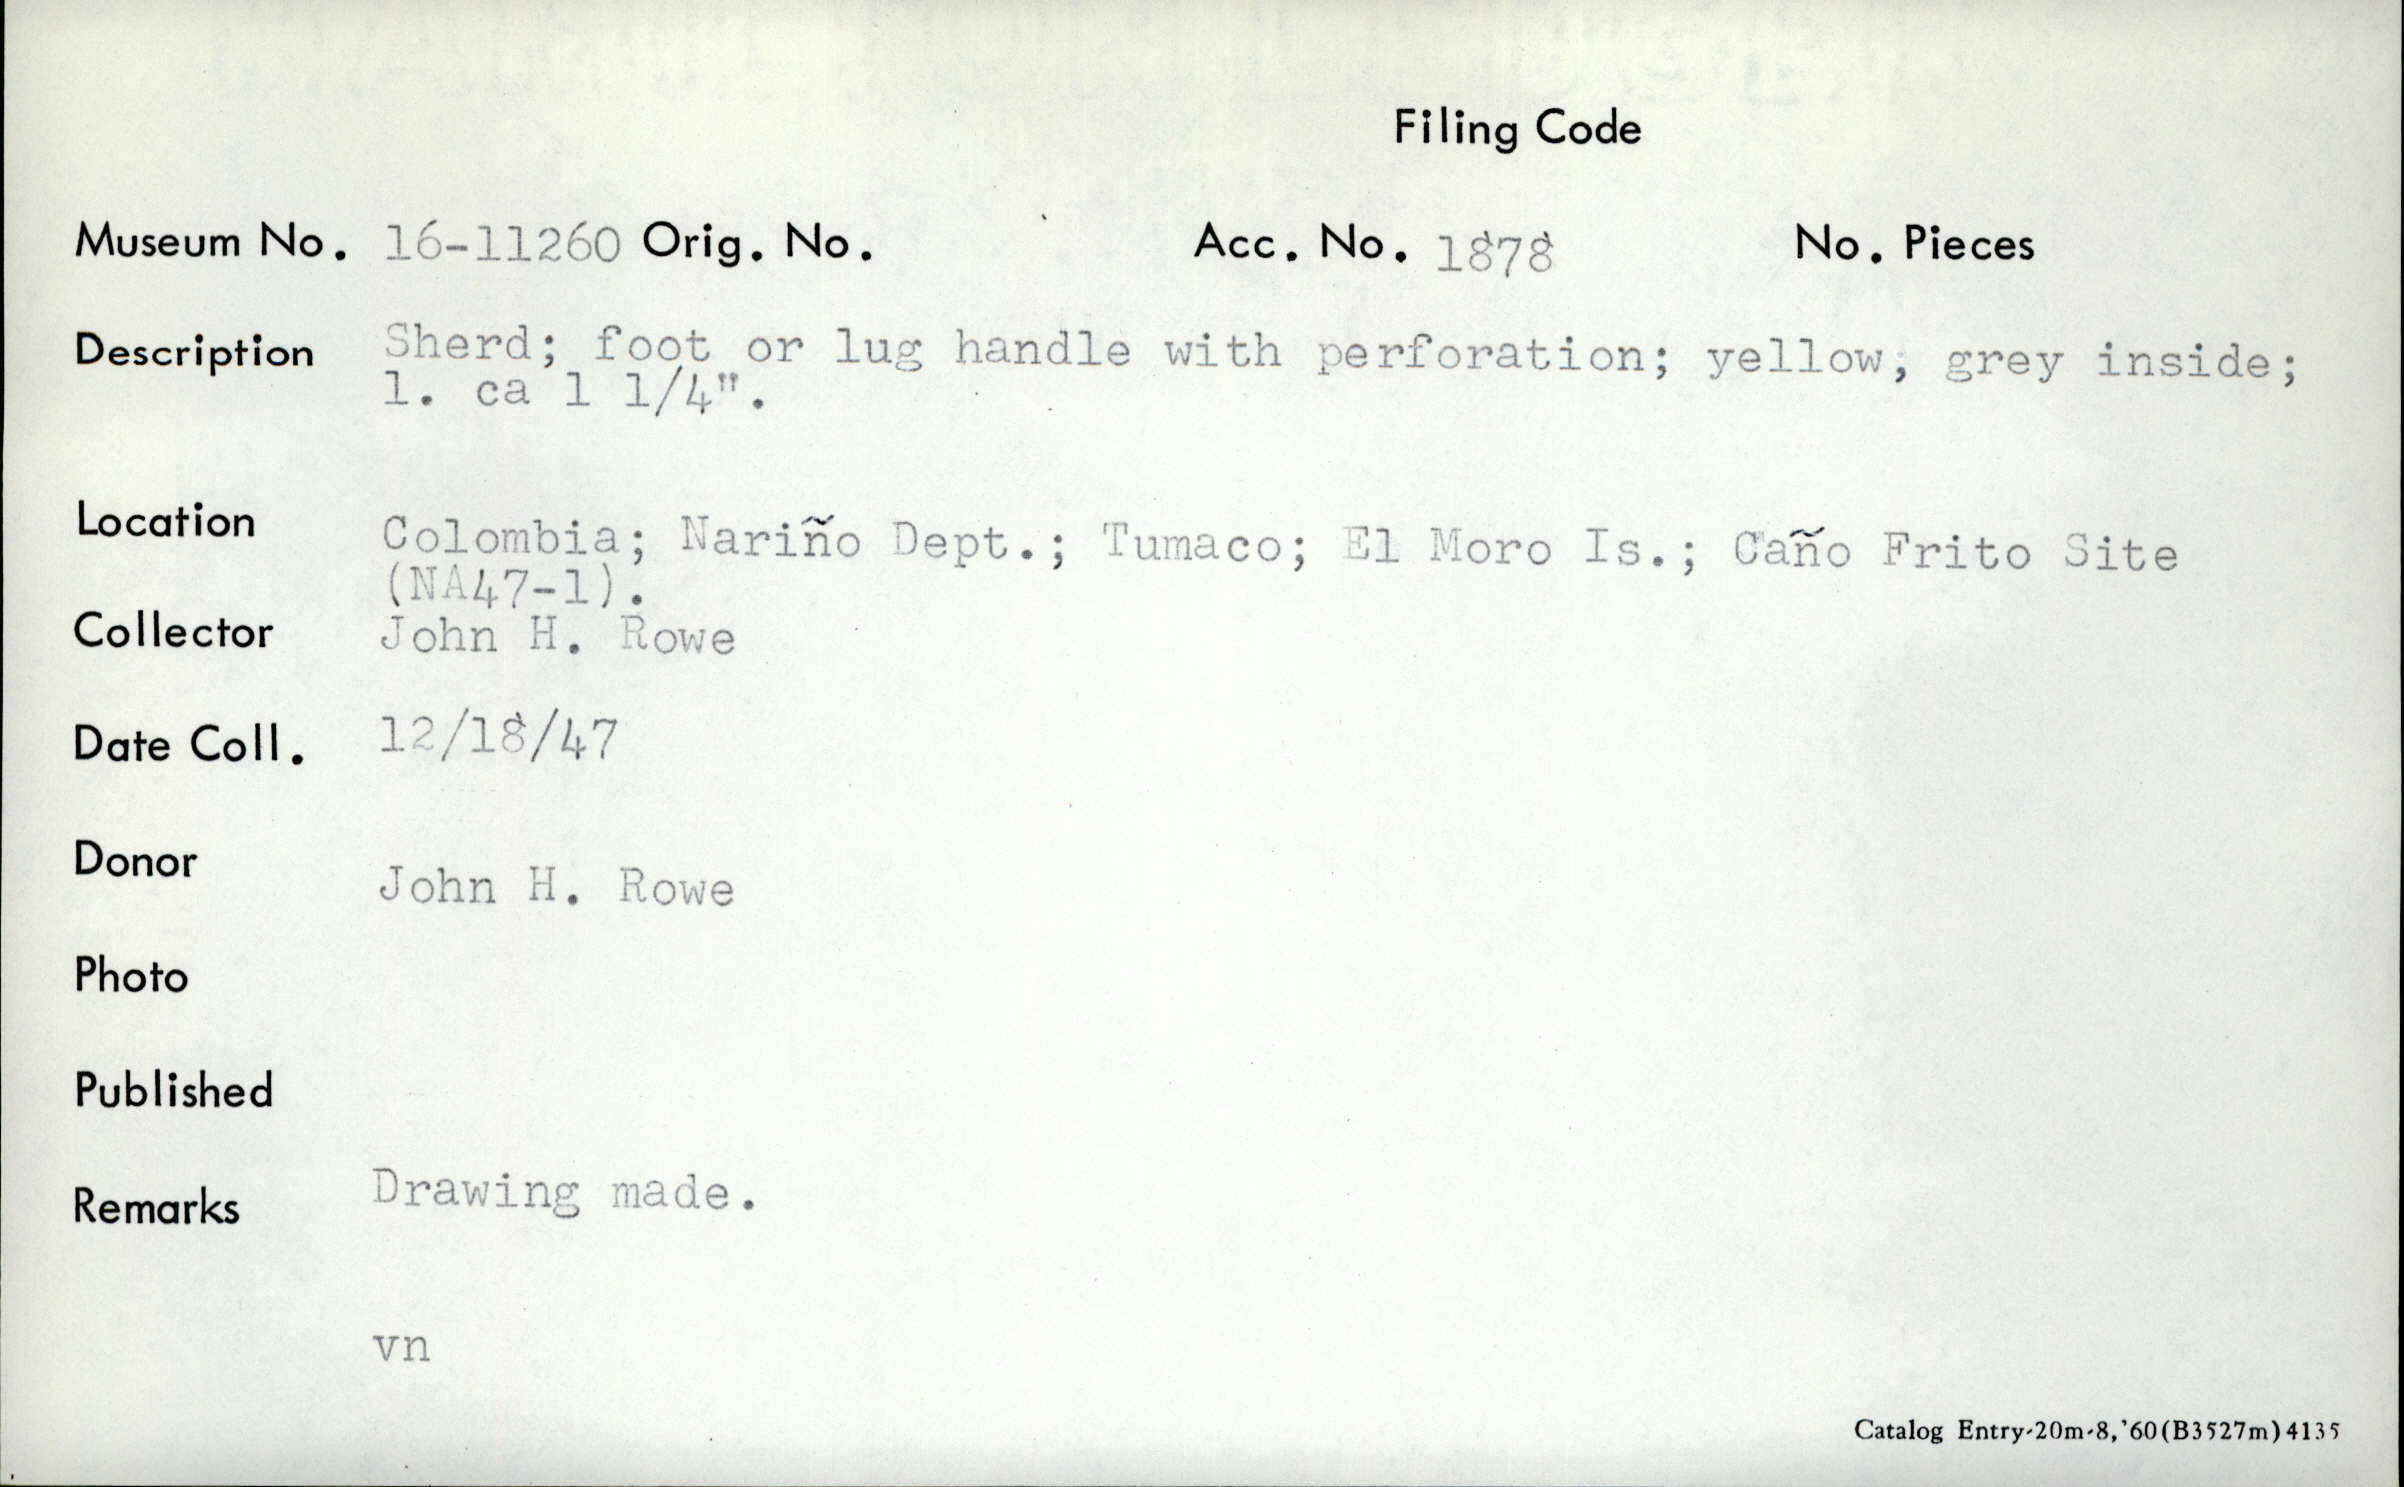 Filing Code
Museum No. 16-11260 Orig. No. Acc. No. 1878 No. Pieces
Description Sherd; foot or lug handle with perforation; yellow; grey inside;
l. ca 1 1/4".
Location Colombia; Nariño Dept.; Tumaco; El Moro Is.; Caño Frito Site
(NA47-1).
Collector John H. Rowe
Date Coll. 12/18/47
Donor John H. Rowe
Photo
Published
Remarks Drawing made.
vn
Catalog Entry-20m-8,'60(B3527m)4135